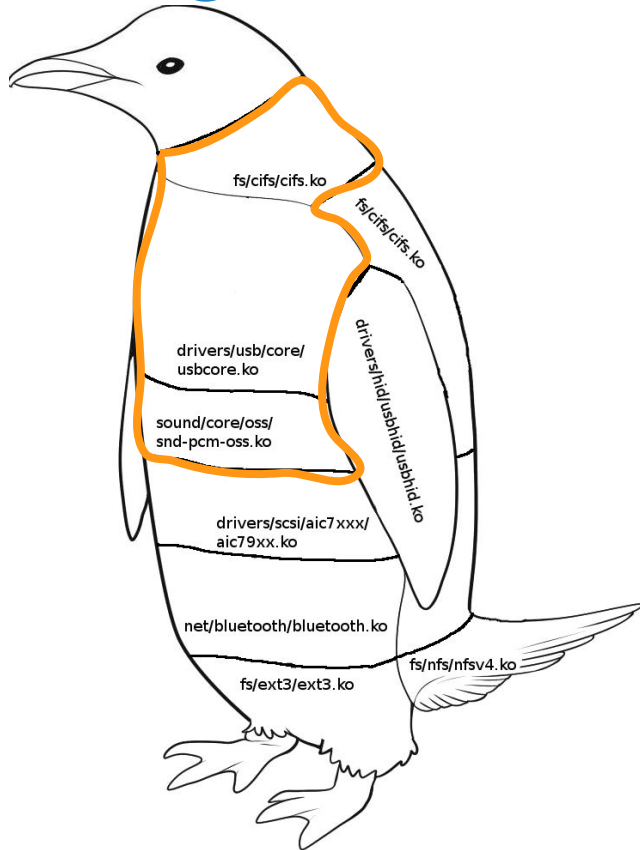 fs/cifs/cifs.ko
fs/cifs/cifs.ko
drivers/usb/core/
usbcore.ko
drivers/hid/usbhid/usbhid.ko
sound/core/oss/
snd-pcm-oss.ko
drivers/scsi/aic7xxx/
aic79xx.ko
net/bluetooth/bluetooth.ko
fs/nfs/nfsv4.ko
fs/ext3/ext3.ko